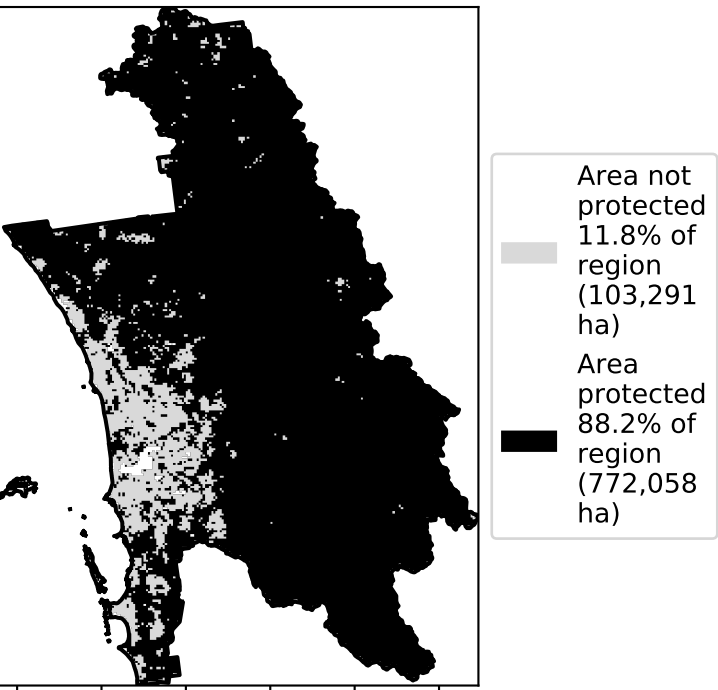 Area not
protected
11.8% of
region
(103,291
ha)
Area
protected
88.2% of
region
(772,058
ha)